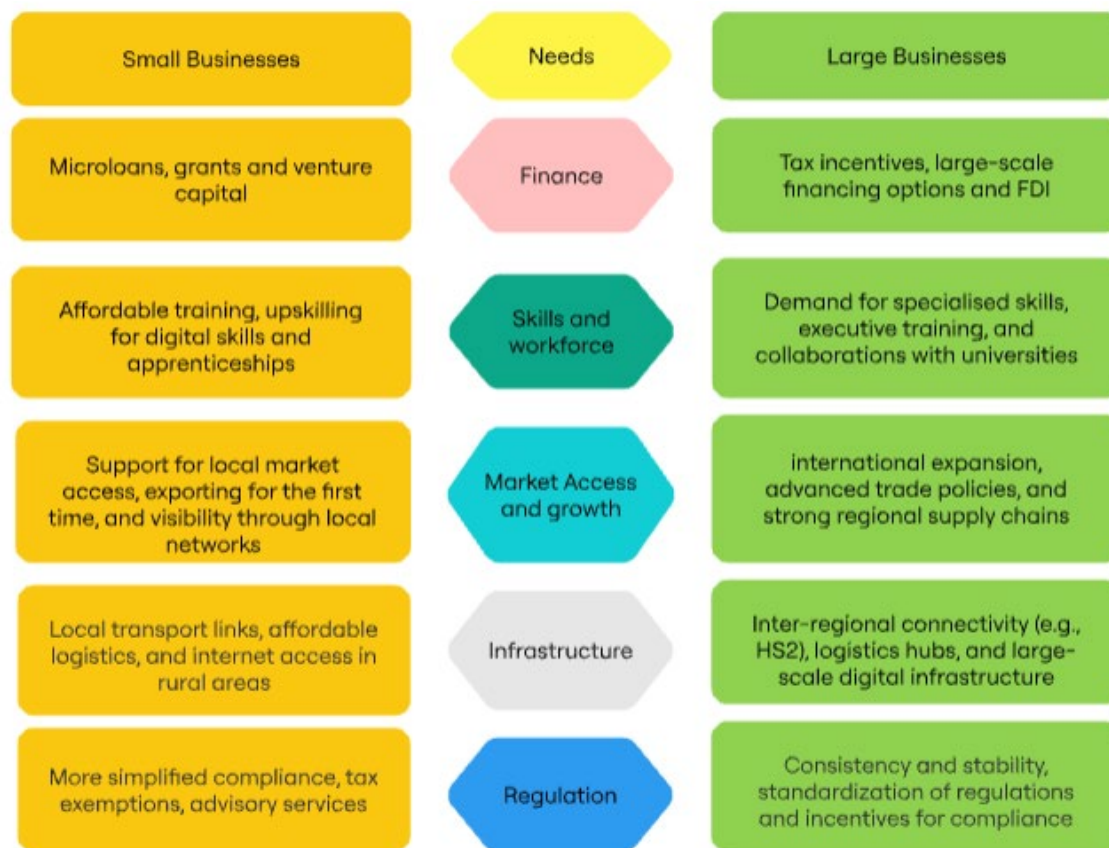 Small Businesses
Needs
Large Businesses
Microloans, grants and venture
capital
Finance
Tax incentives, large-scale
financing options and FDI
Affordable training, upskilling
for digital skills and
apprenticeships
Skills and
workforce
Demand for specialised skills,
executive training, and
collaborations with universities
Support for local market
access, exporting for the first
time, and visibility through local
networks
Market Access
and growth
international expansion,
advanced trade policies, and
strong regional supply chains
Local transport links, affordable
logistics, and internet access in
rural areas
Infrastructure
Inter-regional connectivity (e.g.,
HS2), logistics hubs, and large-
scale digital infrastructure
More simplified compliance, tax
exemptions, advisory services
Regulation
Consistency and stability,
standardization of regulations
and incentives for compliance